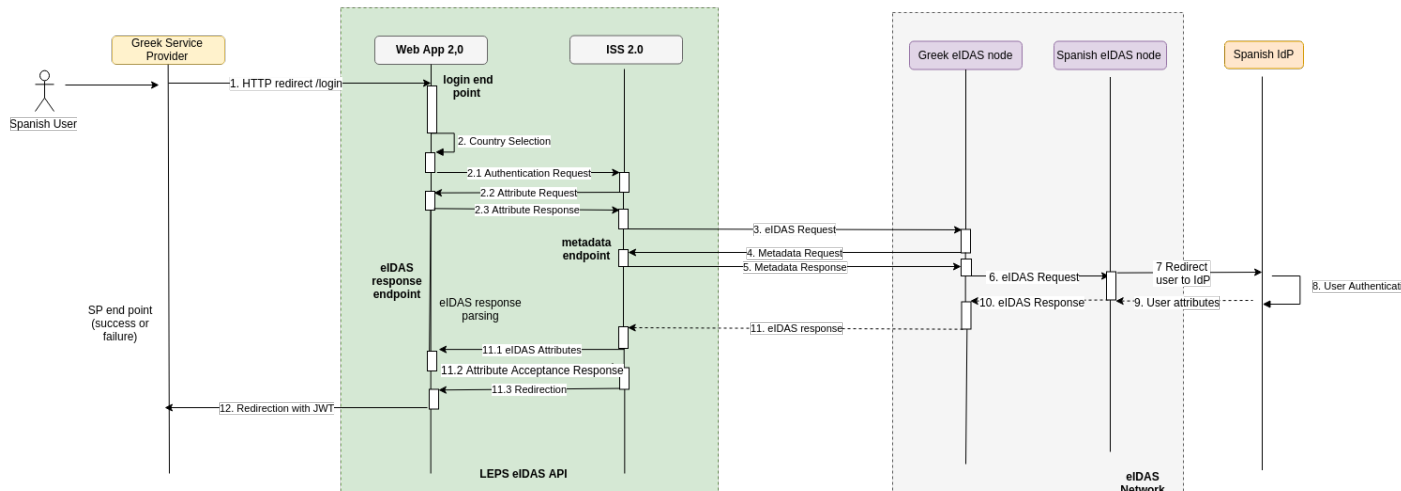 Greek Service
Provider
Web App 2,0
ISS 2.0
Greek eIDAS node
Spanish eIDAS node
Spanish IdP
1. HTTP redirect /login
login end
point
Spanish User
2. Country Selection
2.1 Authentication Request
2.2 Attribute Request
2.3 Attribute Response
3. eIDAS Request
metadata
endpoint
4. Metadata Request
5. Metadata Response
eIDAS
response
endpoint
6. eIDAS Request
7 Redirect
user to IdP
8. User Authenticati
9. User attributes
10. eIDAS Response
SP end point
(success or
failure)
eIDAS response
parsing
11. eIDAS response
11.1 eIDAS Attributes
11.2 Attribute Acceptance Response
11.3 Redirection
12. Redirection with JWT
LEPS eIDAS API
eIDAS
Network